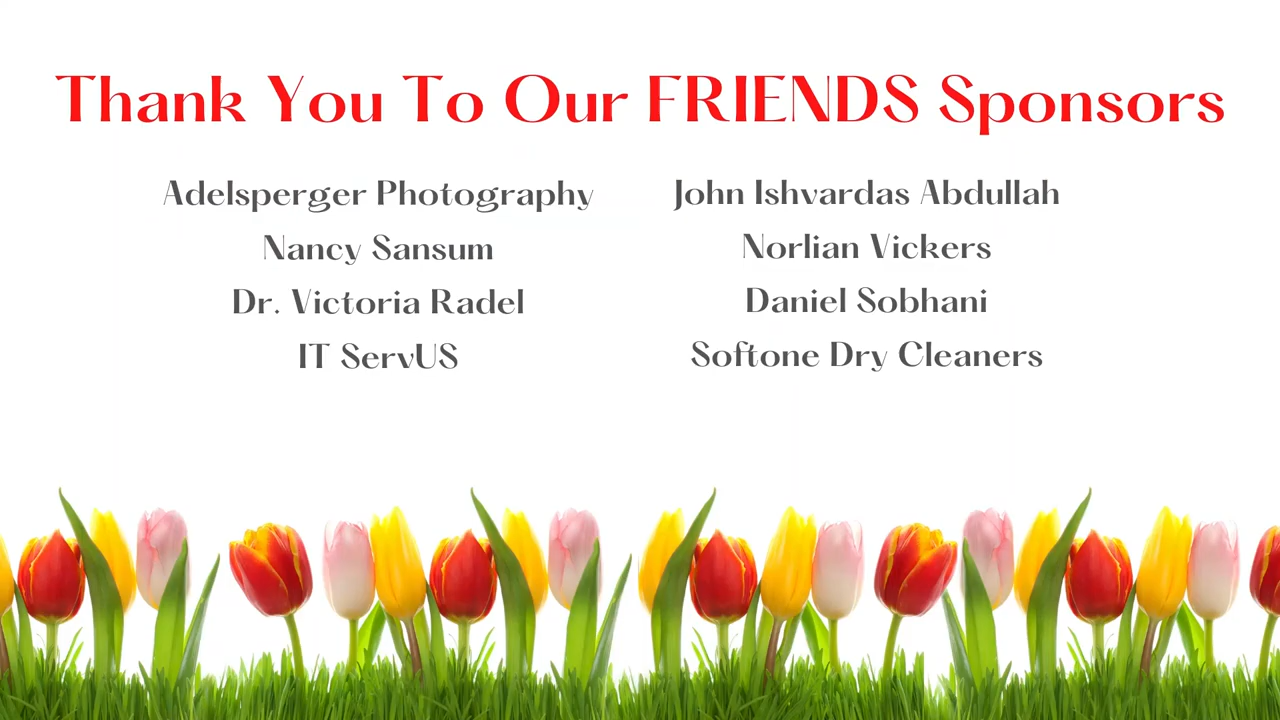 Thank You To Our FRIENDS Sponsors
Adelsperger Photography
Nancy Sansum
Dr. Victoria Radel
IT ServUS
John Ishvardas Abdullah
Norlian Vickers
Daniel Sobhani
Softone Dry Cleaners